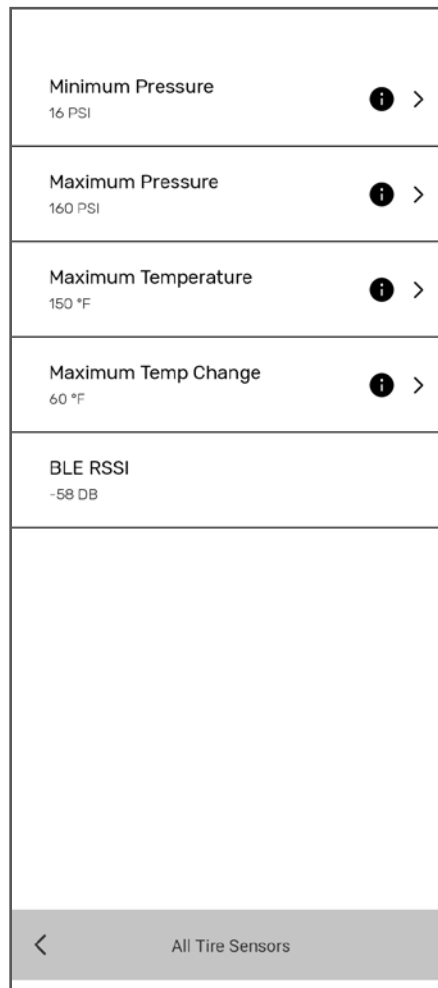 Minimum Pressure
16 PSI
Maximum Pressure
160 PSI
Maximum Temperature
150 °F
Maximum Temp Change
60 °F
BLE RSSI
-58 DB
All Tire Sensors